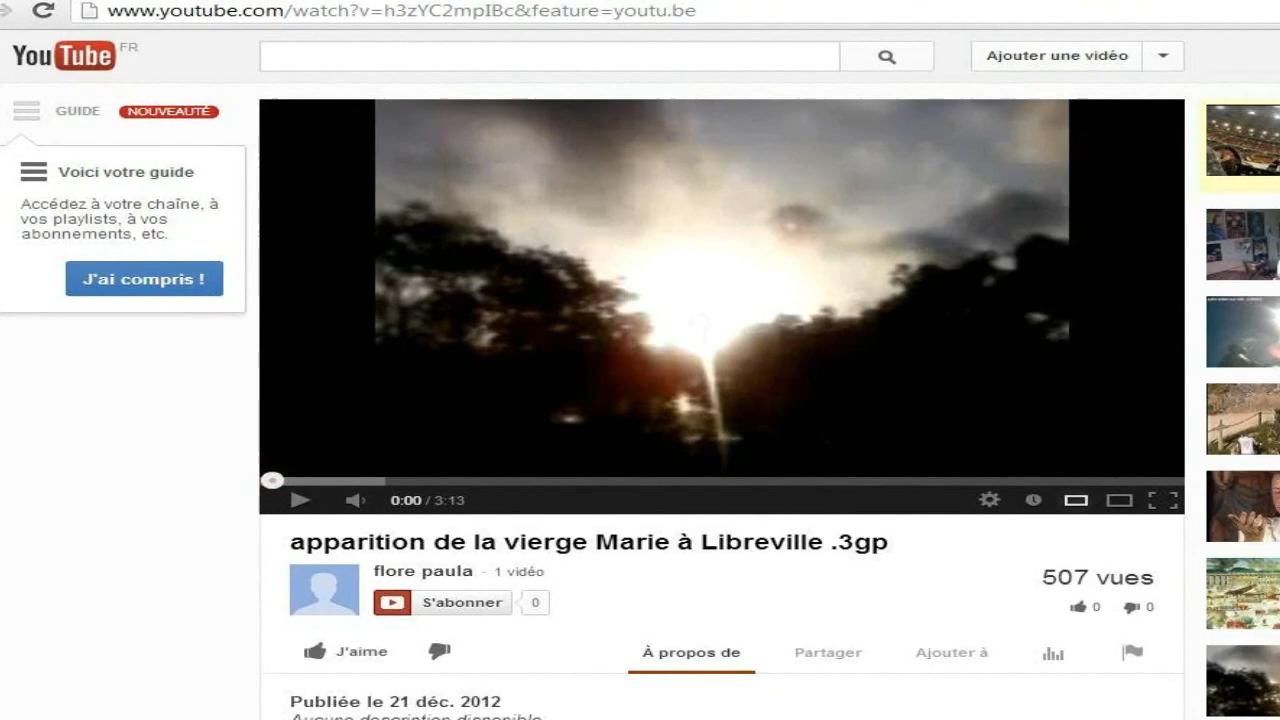 www.youtube.com/watch?v=h3zYC2mpIBc&feature=youtu.be
YouTube FR
Ajouter une vidéo
GUIDE NOUVEAUTÉ
Voici votre guide
Accédez à votre chaîne, à
vos playlists, à vos
abonnements, etc.
J'ai compris !
0:00 / 3:13
apparition de la vierge Marie à Libreville .3gp
flore paula - 1 vidéo
S'abonner 0
507 vues
0 0
J'aime
À propos de Partager Ajouter à
Publiée le 21 déc. 2012
Aucune description disponible